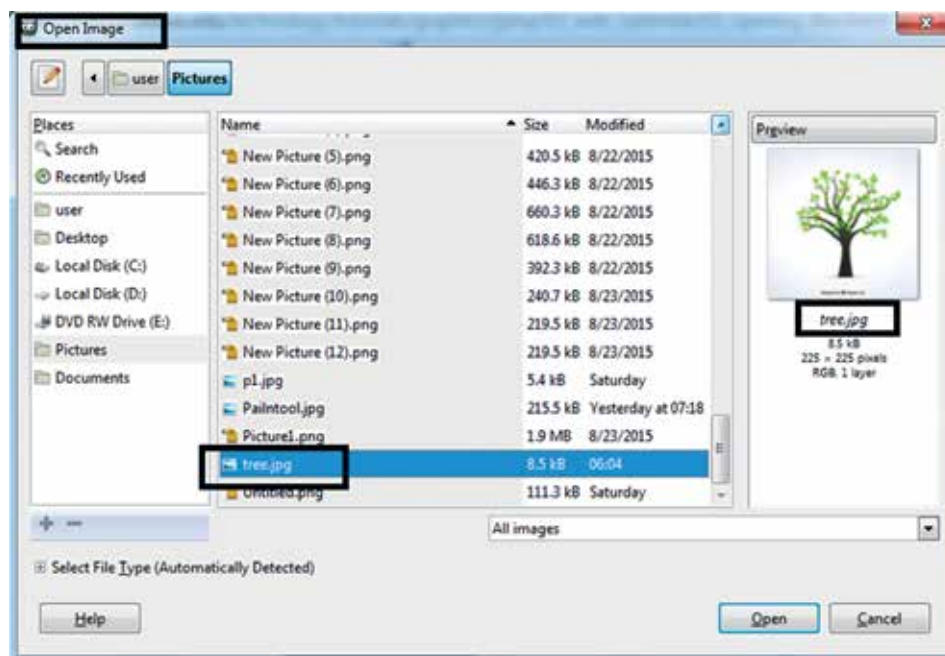 Open Image
user Pictures
Places
Search
Recently Used
user
Desktop
Local Disk (C:)
Local Disk (D:)
DVD RW Drive (E:)
Pictures
Documents
Name Size Modified
New Picture (5).png 420.5 kB 8/22/2015
New Picture (6).png 446.3 kB 8/22/2015
New Picture (7).png 660.3 kB 8/22/2015
New Picture (8).png 618.6 kB 8/22/2015
New Picture (9).png 392.3 kB 8/22/2015
New Picture (10).png 240.7 kB 8/23/2015
New Picture (11).png 219.5 kB 8/23/2015
New Picture (12).png 219.5 kB 8/23/2015
p1.jpg 5.4 kB Saturday
Palntool.jpg 215.5 kB Yesterday at 07:18
Picture1.png 1.9 MB 8/23/2015
tree.jpg 8.5 kB 06:04
Untitled.png 111.3 kB Saturday
Preview
tree.jpg
8.5 kB
225 × 225 pixels
RGB, 1 layer
All images
Select File Type (Automatically Detected)
Help Open Cancel